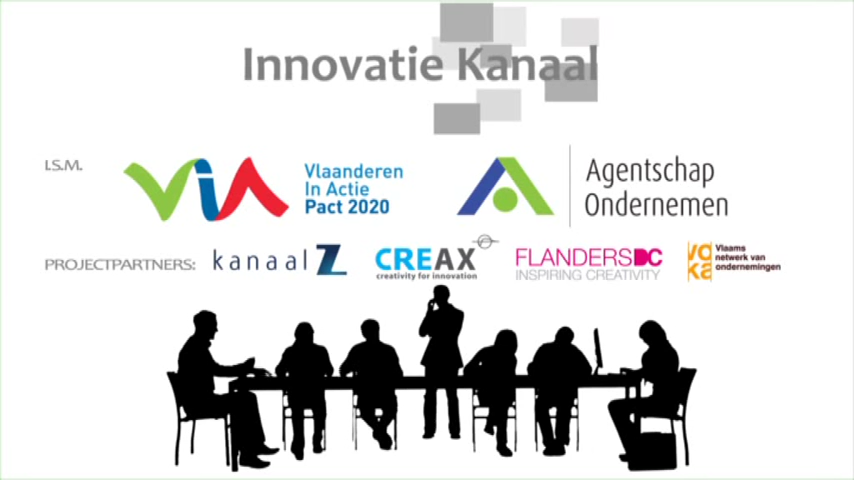 Innovatie Kanaal
I.S.M.
ViA
Vlaanderen
In Actie
Pact 2020
Agentschap
Ondernemen
PROJECTPARTNERS:
kanaal Z
CREAX
creativity for innovation
FLANDERSDC
INSPIRING CREATIVITY
voka
Vlaams
netwerk van
ondernemingen